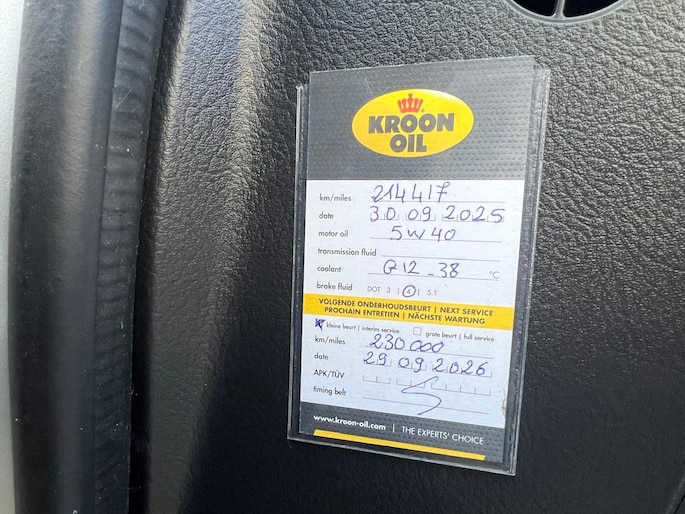 KROON
OIL
km/miles 214417
date 30 09 2025
motor oil 5w40
transmission fluid
coolant G12 -38 °C
brake fluid DOT 3 | 4 | 5.1
VOLGENDE ONDERHOUDSBEURT | NEXT SERVICE
PROCHAIN ENTRETIEN | NÄCHSTE WARTUNG
kleine beurt | interim service grote beurt | full service
km/miles 230000
date 29 09 2026
APK/TÜV
timing belt
www.kroon-oil.com | THE EXPERTS' CHOICE